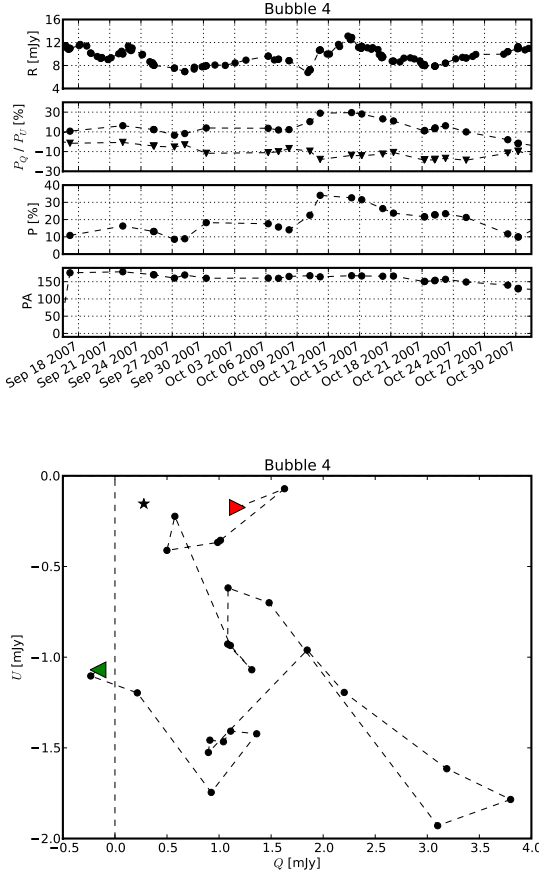 Bubble 4
16
12
8
4
R [mJy]
30
10
−10
−30
P_Q / P_U [%]
40
30
20
10
0
P [%]
150
100
50
0
PA
Sep 18 2007
Sep 21 2007
Sep 24 2007
Sep 27 2007
Sep 30 2007
Oct 03 2007
Oct 06 2007
Oct 09 2007
Oct 12 2007
Oct 15 2007
Oct 18 2007
Oct 21 2007
Oct 24 2007
Oct 27 2007
Oct 30 2007
Bubble 4
0.0
−0.5
−1.0
−1.5
−2.0
U [mJy]
−0.5 0.0 0.5 1.0 1.5 2.0 2.5 3.0 3.5 4.0
Q [mJy]